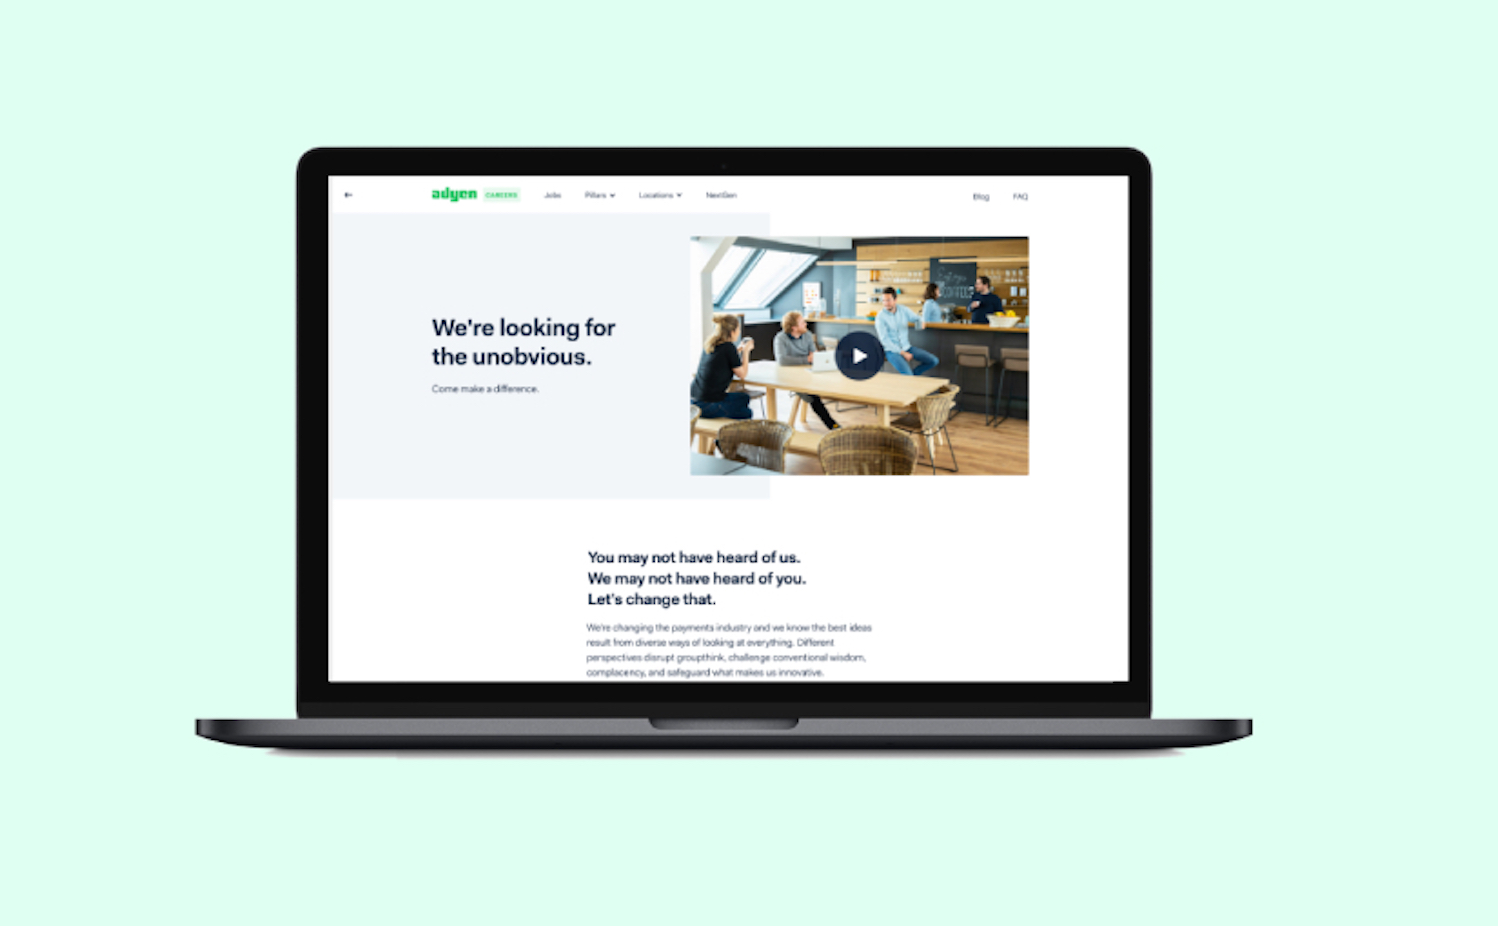 adyen CAREERS Jobs Pillars Locations NextGen Blog FAQ
We're looking for
the unobvious.
Come make a difference.
COFFEE
You may not have heard of us.
We may not have heard of you.
Let's change that.
We're changing the payments industry and we know the best ideas
result from diverse ways of looking at everything. Different
perspectives disrupt groupthink, challenge conventional wisdom,
complacency, and safeguard what makes us innovative.